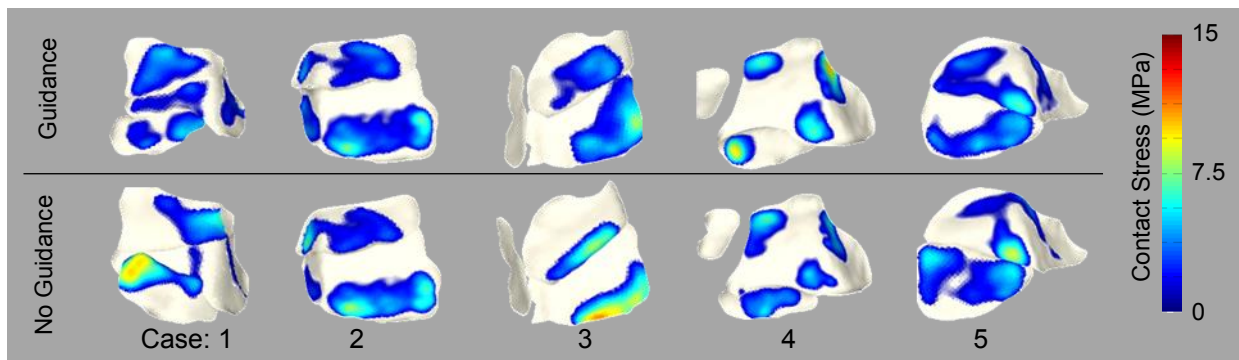 Guidance
No Guidance
Case: 1 2 3 4 5
Contact Stress (MPa)
15
7.5
0